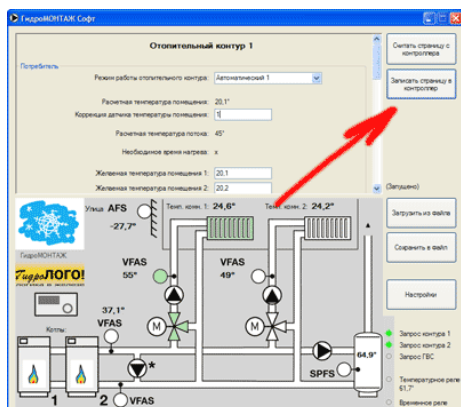 ГидроМОНТАЖ Софт
Отопительный контур 1
Потребитель
Режим работы отопительного контура: Автоматический 1
Расчетная температура помещения: 20,1°
Коррекция датчика температуры помещения: 1
Расчетная температура потока: 45°
Необходимое время нагрева: x
Желаемая температура помещения 1: 20,1
Желаемая температура помещения 2: 20,2
Считать страницу с
контроллера
Записать страницу в
контроллер
(Запущено)
Загрузить из файла
Сохранить в файл
Настройки
Запрос контура 1
Запрос контура 2
Запрос ГВС
Температурное реле
61,7°
Временное реле
Улица AFS
-27,7°
Темп. комн. 1: 24,6°
Темп. комн. 2: 24,2°
ГидроМОНТАЖ
ГидроЛОГО!
VFAS
55°
VFAS
49°
37,1°
VFAS
M
M
Котлы:
1
2
*
VFAS
SPFS
64,9°